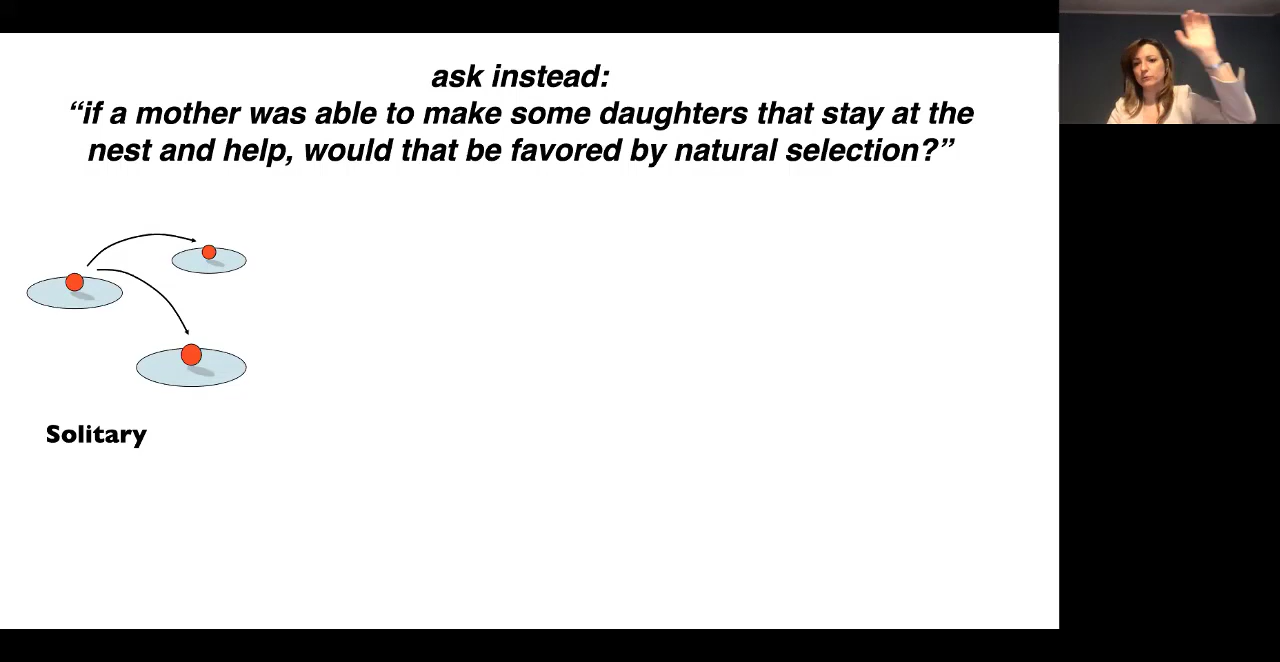 ask instead:
“if a mother was able to make some daughters that stay at the
nest and help, would that be favored by natural selection?”
Solitary